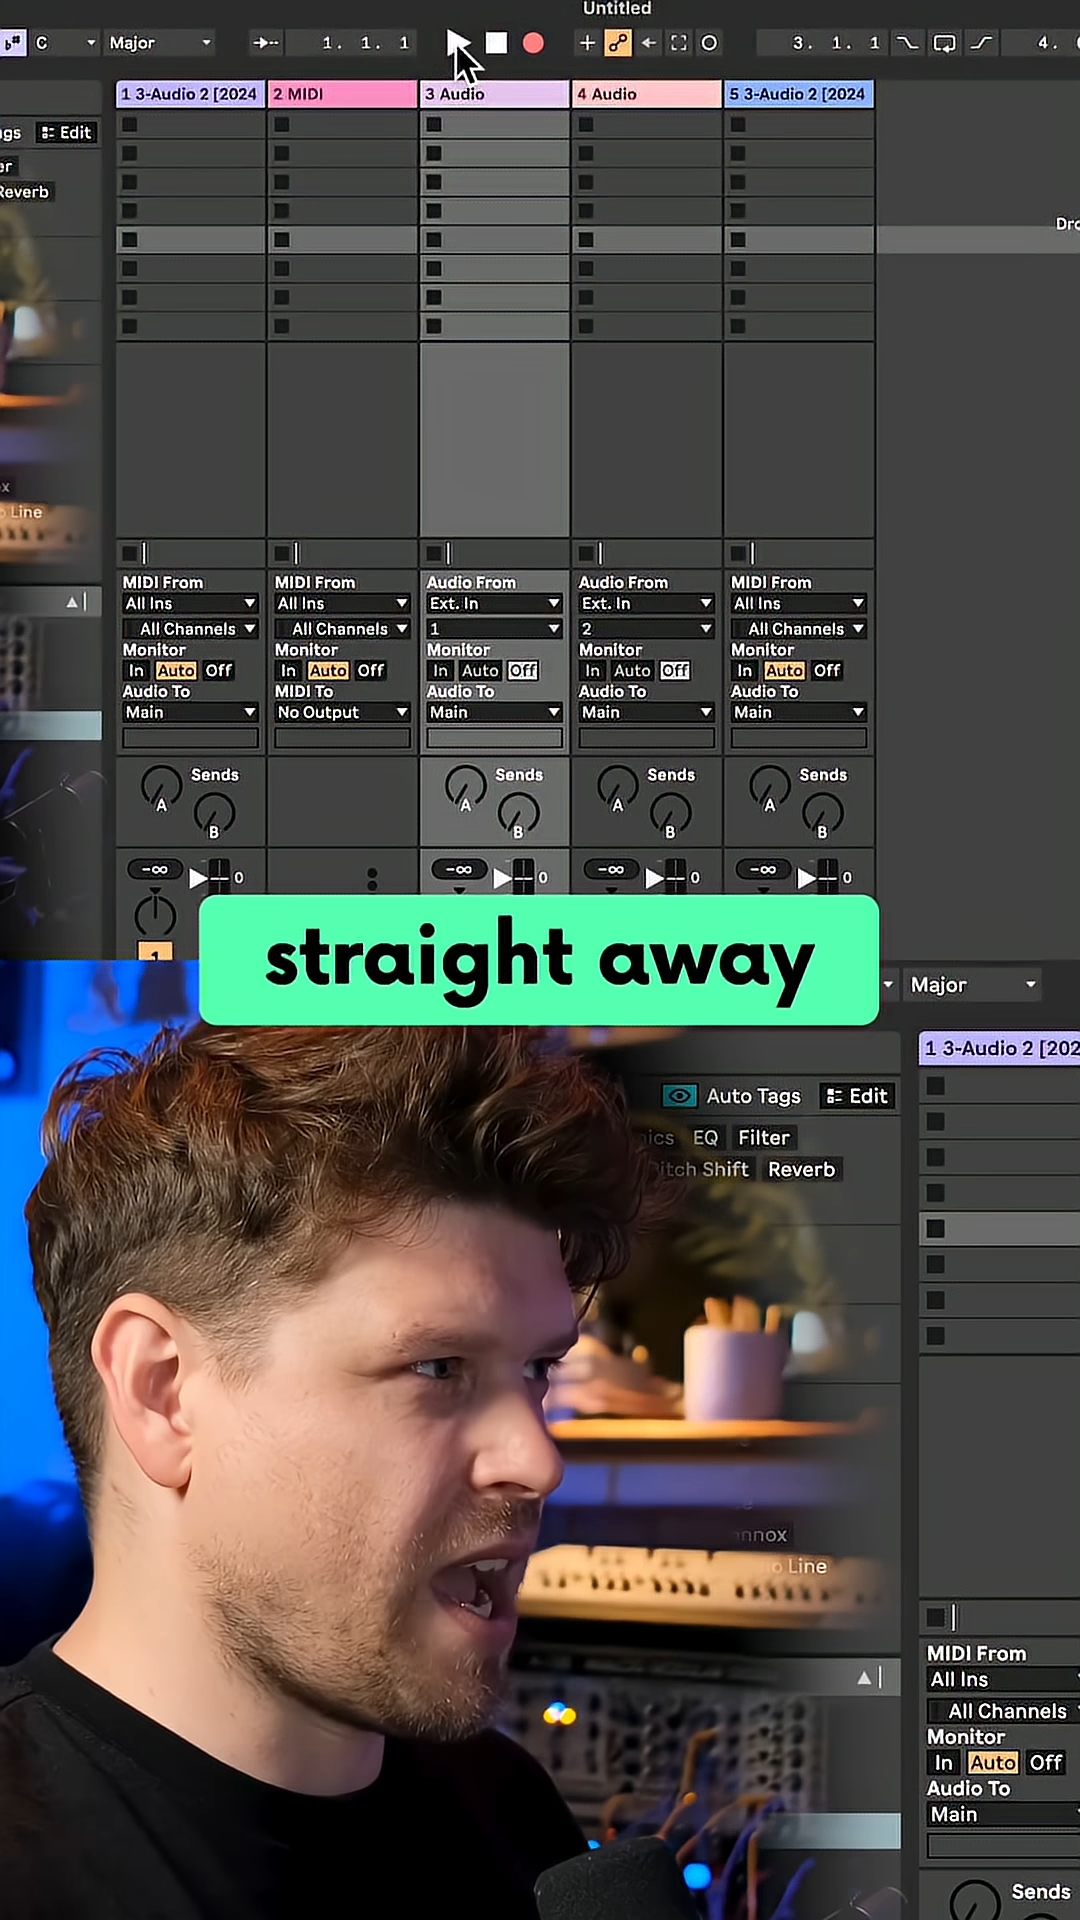 Untitled
C Major 1. 1. 1 3. 1. 1 4.
1 3-Audio 2 [2024 2 MIDI 3 Audio 4 Audio 5 3-Audio 2 [2024
Edit
Reverb
Line
MIDI From MIDI From Audio From Audio From MIDI From
All Ins All Ins Ext. In Ext. In All Ins
All Channels All Channels 1 2 All Channels
Monitor Monitor Monitor Monitor Monitor
In Auto Off In Auto Off In Auto Off In Auto Off In Auto Off
Audio To MIDI To Audio To Audio To Audio To
Main No Output Main Main Main
Sends Sends Sends Sends
A A A A
B B B B
-∞ 0 -∞ 0 -∞ 0 -∞ 0
1
straight away
Major
1 3-Audio 2 [202
Auto Tags Edit
EQ Filter
Pitch Shift Reverb
Line
MIDI From
All Ins
All Channels
Monitor
In Auto Off
Audio To
Main
Sends